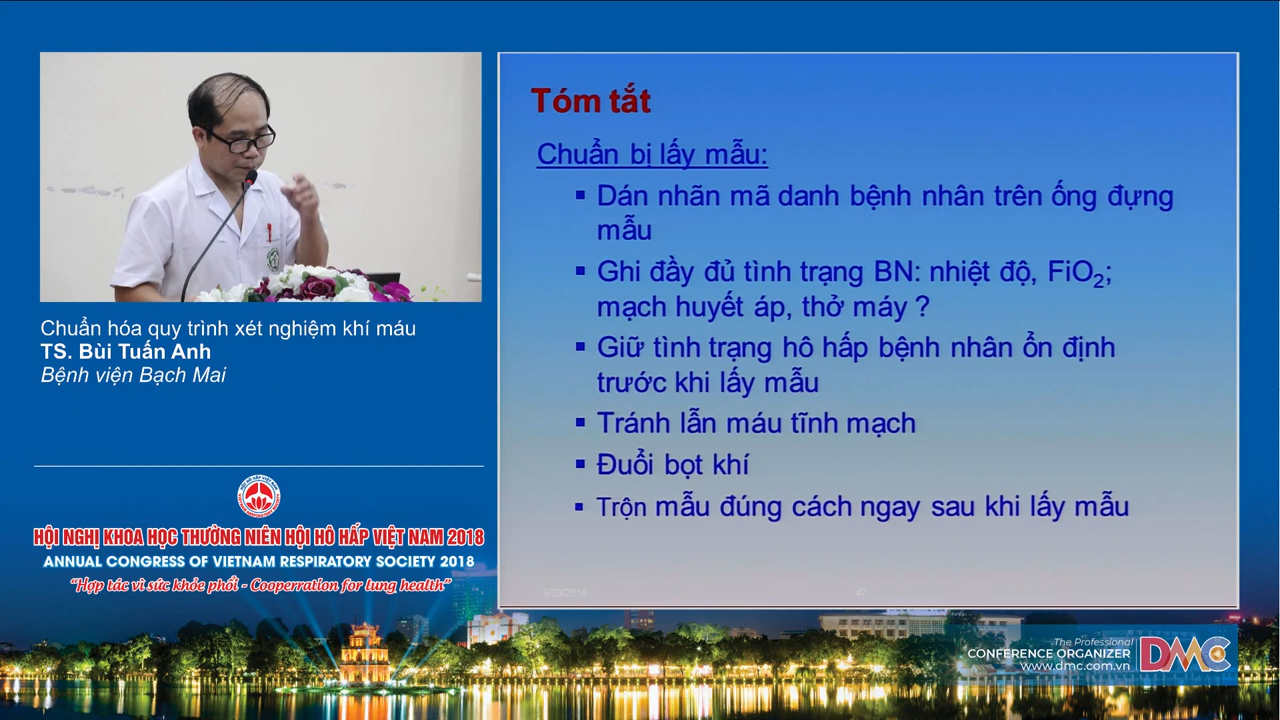 Chuẩn hóa quy trình xét nghiệm khí máu
TS. Bùi Tuấn Anh
Bệnh viện Bạch Mai
HỘI NGHỊ KHOA HỌC THƯỜNG NIÊN HỘI HÔ HẤP VIỆT NAM 2018
ANNUAL CONGRESS OF VIETNAM RESPIRATORY SOCIETY 2018
“Hợp tác vì sức khỏe phổi - Cooperration for lung health”
Tóm tắt
Chuẩn bị lấy mẫu:
▪ Dán nhãn mã danh bệnh nhân trên ống đựng
mẫu
▪ Ghi đầy đủ tình trạng BN: nhiệt độ, FiO₂;
mạch huyết áp, thở máy ?
▪ Giữ tình trạng hô hấp bệnh nhân ổn định
trước khi lấy mẫu
▪ Tránh lẫn máu tĩnh mạch
▪ Đuổi bọt khí
▪ Trộn mẫu đúng cách ngay sau khi lấy mẫu
47
The Professional
CONFERENCE ORGANIZER
www.dmc.com.vn
DMC